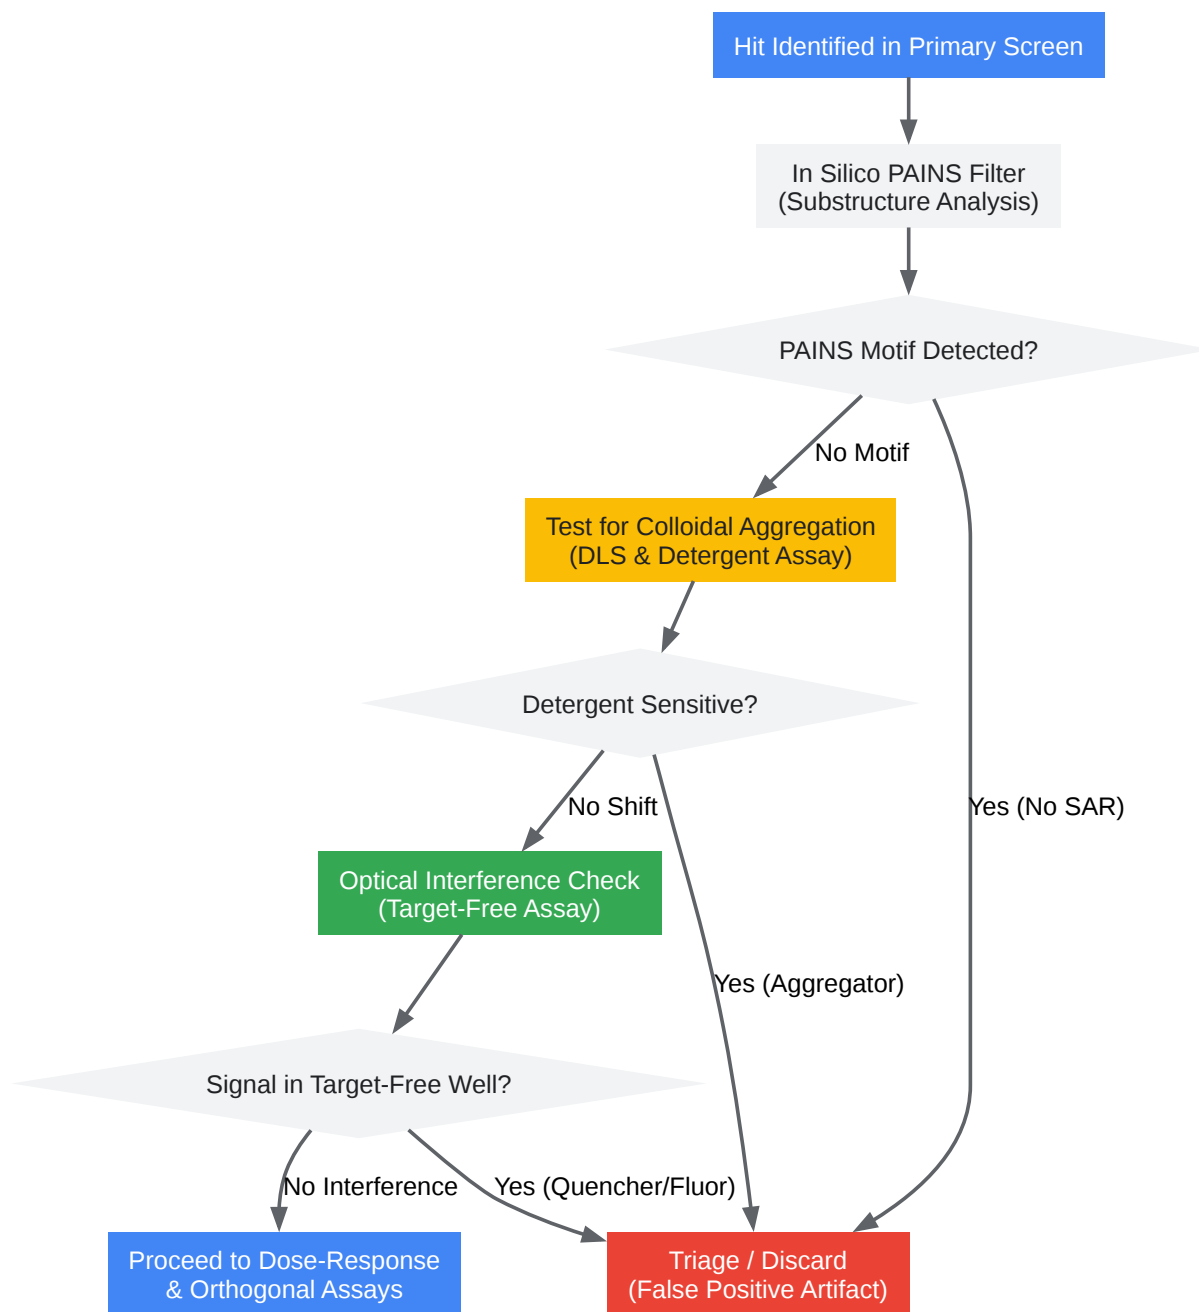 Hit Identified in Primary Screen
In Silico PAINS Filter
(Substructure Analysis)
PAINS Motif Detected?
No Motif
Test for Colloidal Aggregation
(DLS & Detergent Assay)
Detergent Sensitive?
No Shift
Yes (No SAR)
Optical Interference Check
(Target-Free Assay)
Yes (Aggregator)
Signal in Target-Free Well?
No Interference
Yes (Quencher/Fluor)
Proceed to Dose-Response
& Orthogonal Assays
Triage / Discard
(False Positive Artifact)